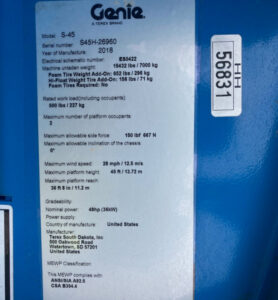 Genie
A TEREX BRAND
Model: S-45
Serial number: S45H-26960
Year of Manufacture: 2018
Electrical schematic number: ES0422
Machine unladen weight: 15432 lbs / 7000 kg
Foam Tire Weight Add-On: 652 lbs / 296 kg
Hi-Float Weight Tires Add-On: 156 lbs / 71 kg
Foam Tires Required: No
Rated work load(including occupants):
500 lbs / 227 kg
Maximum number of platform occupants:
2
Maximum allowable side force : 150 lbf 667 N
Maximum allowable inclination of the chassis:
0°
Maximum wind speed: 28 mph / 12.5 m/s
Maximum platform height: 45 ft / 13.72 m
Maximum platform reach:
36 ft 8 in / 11.2 m
Gradeability:
Nominal power: 48hp (36kW)
Power supply:
Country of manufacture: United States
Manufacturer:
Terex South Dakota, Inc
500 Oakwood Road
Watertown, SD 57201
United States
MEWP Classification:
This MEWP complies with:
ANSI/SIA A92.5
CSA B354.4
56831